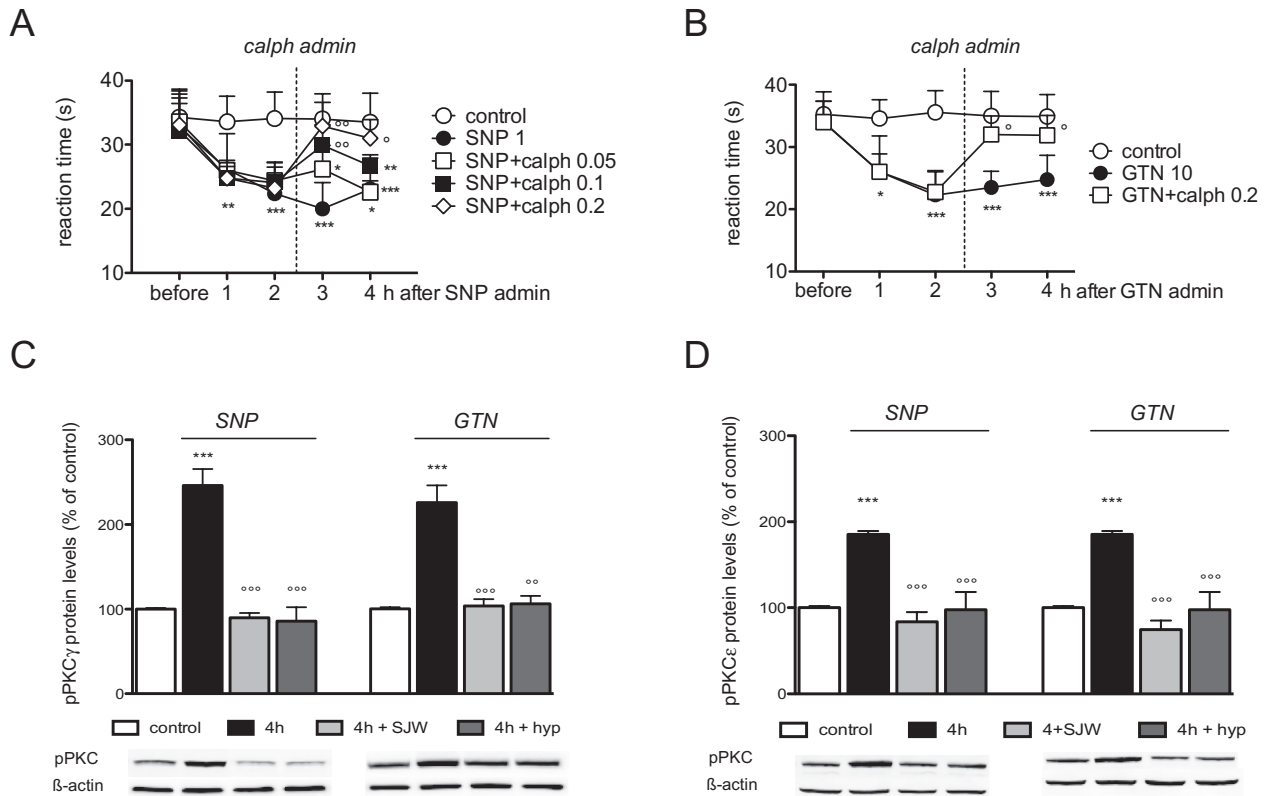 A
calph admin
reaction time (s)
40
30
20
10
°°
°°
°
*
**
***
**
***
***
*
before 1 2 3 4 h after SNP admin
control
SNP 1
SNP+calph 0.05
SNP+calph 0.1
SNP+calph 0.2
B
calph admin
reaction time (s)
40
30
20
10
°
°
*
***
***
***
before 1 2 3 4 h after GTN admin
control
GTN 10
GTN+calph 0.2
C
pPKCγ protein levels (% of control)
300
200
100
0
SNP
GTN
***
°°°
°°°
***
°°°
°°
control 4h 4h + SJW 4h + hyp
pPKC
ß-actin
D
pPKCε protein levels (% of control)
300
200
100
0
SNP
GTN
***
°°°
°°°
***
°°°
°°°
control 4h 4+SJW 4h + hyp
pPKC
ß-actin